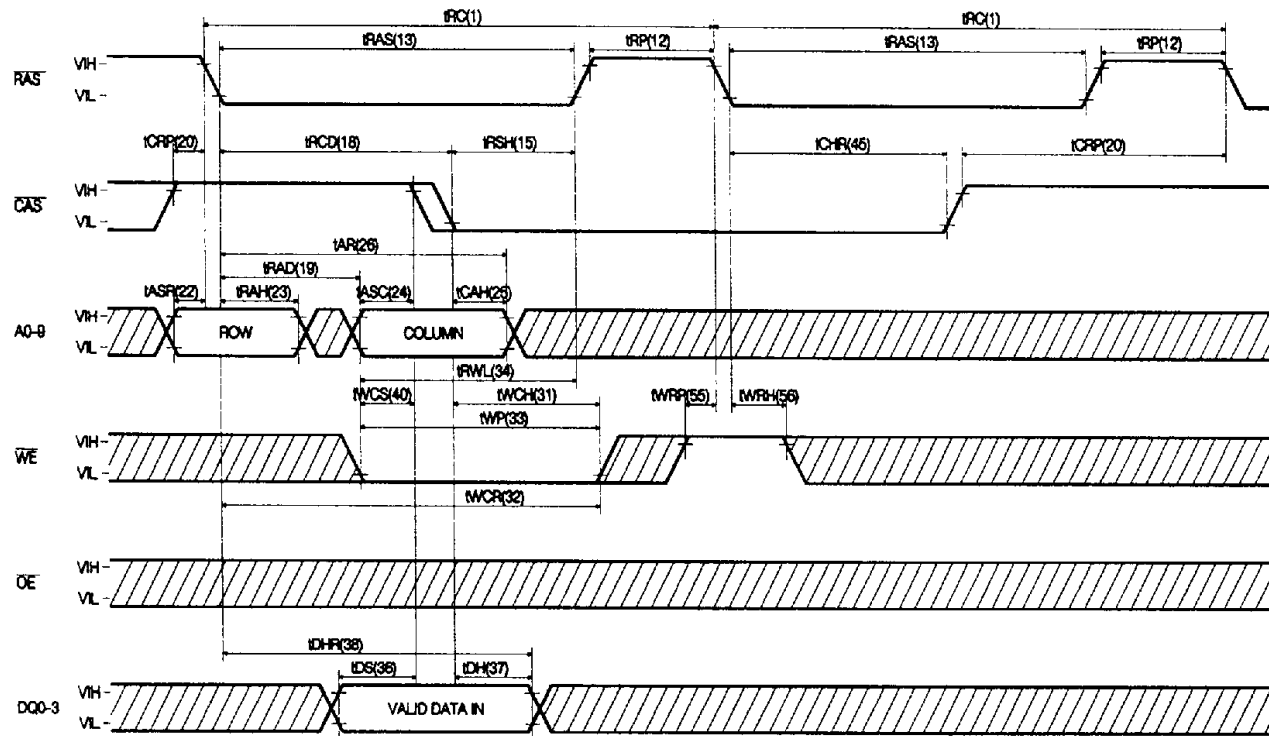 tRC(1) tRC(1)
tRAS(13) tRP(12) tRAS(13) tRP(12)
RAS VIH
VIL
tCRP(20) tRCD(18) tRSH(15) tCHR(45) tCRP(20)
CAS VIH
VIL
tAR(26)
tRAD(19)
tASR(22) tRAH(23) tASC(24) tCAH(25)
A0-9 VIH
VIL
ROW COLUMN
tRWL(34)
tWCS(40) tWCH(31) tWRP(55) tWRH(56)
tWP(33)
WE VIH
VIL
tWCR(32)
OE VIH
VIL
tDHR(38)
tDS(36) tDH(37)
DQ0-3 VIH
VIL
VALID DATA IN